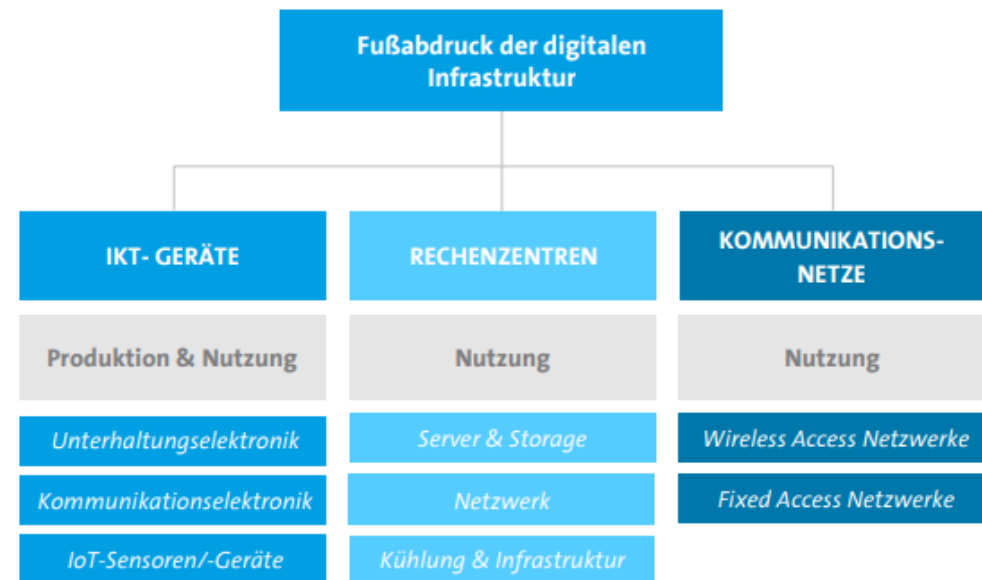 Fußabdruck der digitalen
Infrastruktur
IKT- GERÄTE
Produktion & Nutzung
Unterhaltungselektronik
Kommunikationselektronik
IoT-Sensoren/-Geräte
RECHENZENTREN
Nutzung
Server & Storage
Netzwerk
Kühlung & Infrastruktur
KOMMUNIKATIONS-
NETZE
Nutzung
Wireless Access Netzwerke
Fixed Access Netzwerke